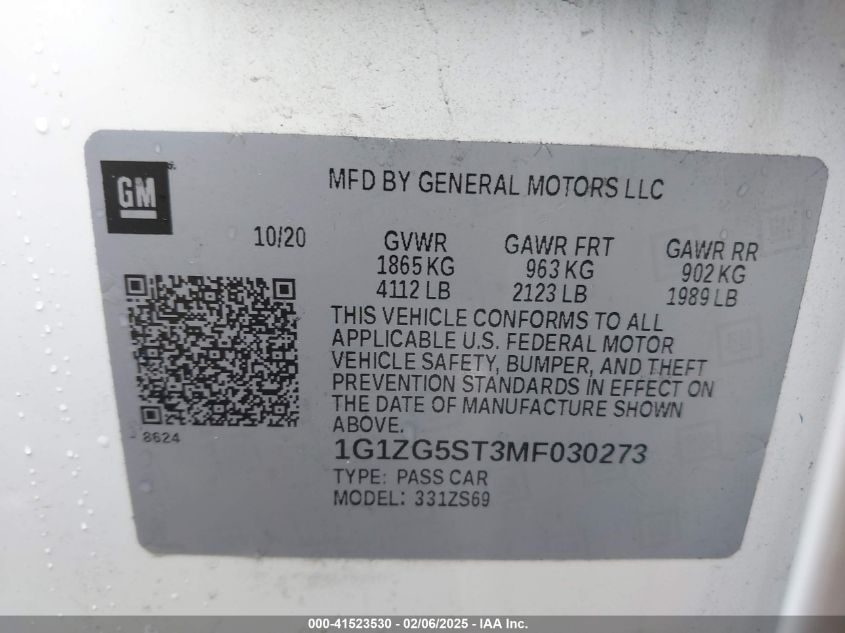 GM
MFD BY GENERAL MOTORS LLC
10/20
GVWR GAWR FRT GAWR RR
1865 KG 963 KG 902 KG
4112 LB 2123 LB 1989 LB
THIS VEHICLE CONFORMS TO ALL
APPLICABLE U.S. FEDERAL MOTOR
VEHICLE SAFETY, BUMPER, AND THEFT
PREVENTION STANDARDS IN EFFECT ON
THE DATE OF MANUFACTURE SHOWN
ABOVE.
8624
1G1ZG5ST3MF030273
TYPE: PASS CAR
MODEL: 331ZS69
000-41523530 - 02/06/2025 - IAA Inc.